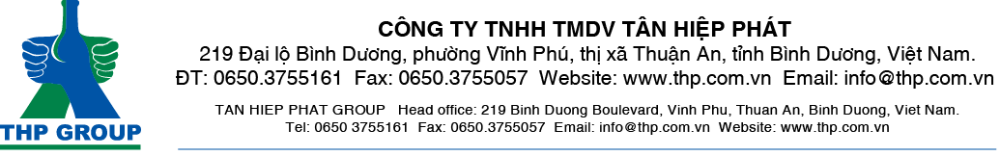 CÔNG TY TNHH TMDV TÂN HIỆP PHÁT
219 Đại lộ Bình Dương, phường Vĩnh Phú, thị xã Thuận An, tỉnh Bình Dương, Việt Nam.
ĐT: 0650.3755161 Fax: 0650.3755057 Website: www.thp.com.vn Email: info@thp.com.vn
TAN HIEP PHAT GROUP Head office: 219 Binh Duong Boulevard, Vinh Phu, Thuan An, Binh Duong, Viet Nam.
Tel: 0650 3755161 Fax: 0650.3755057 Email: info@thp.com.vn Website: www.thp.com.vn
THP GROUP